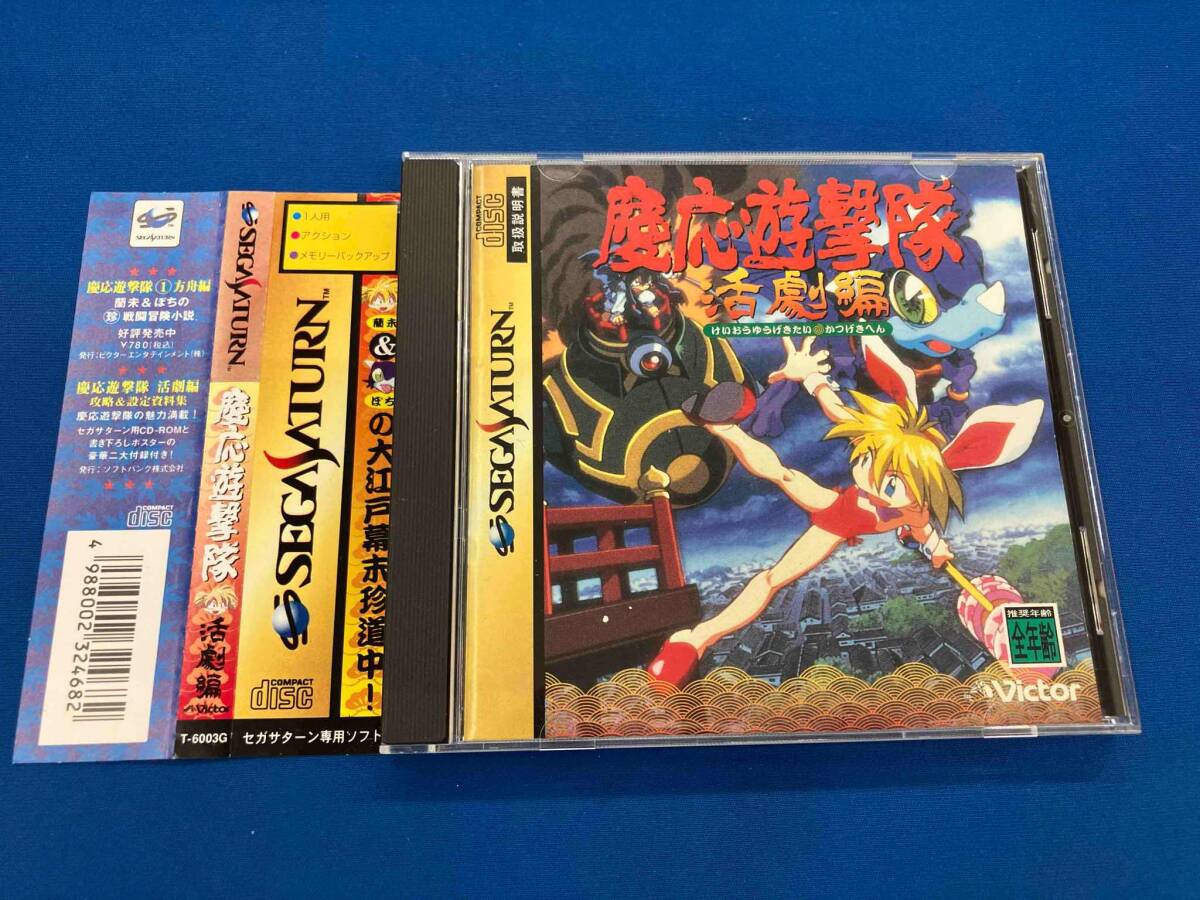 SEGA SATURN™
★ ★ ★
慶応遊撃隊①方舟編
蘭未&ぽちの
珍 戦闘冒険小説
好評発売中
￥780(税込)
発行:ビクターエンタテインメント(株)
★ ★ ★
慶応遊撃隊 活劇編
攻略&設定資料集
慶応遊撃隊の魅力満載!
セガサターン用CD-ROMと
書き下ろしポスターの
豪華二大付録付き!
発行:ソフトバンク株式会社
★ ★ ★
COMPACT disc
4 988002 324682
SEGA SATURN™
慶応遊撃隊 活劇編
Victor
T-6003G
●1人用
●アクション
●メモリーバックアップ
SEGA SATURN™
COMPACT disc
蘭未
&
ぽち
の大江戸幕末珍道中!
セガサターン専用ソフト
COMPACT disc
取扱説明書
SEGA SATURN™
慶応遊撃隊
活劇編
けいおうゆうげきたい かつげきへん
推奨年齢
全年齢
Victor